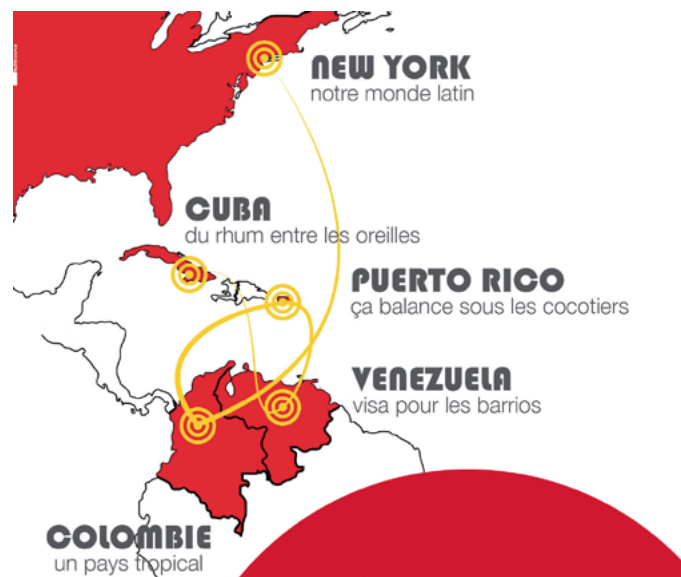 NEW YORK
notre monde latin
CUBA
du rhum entre les oreilles
PUERTO RICO
ça balance sous les cocotiers
VENEZUELA
visa pour les barrios
COLOMBIE
un pays tropical